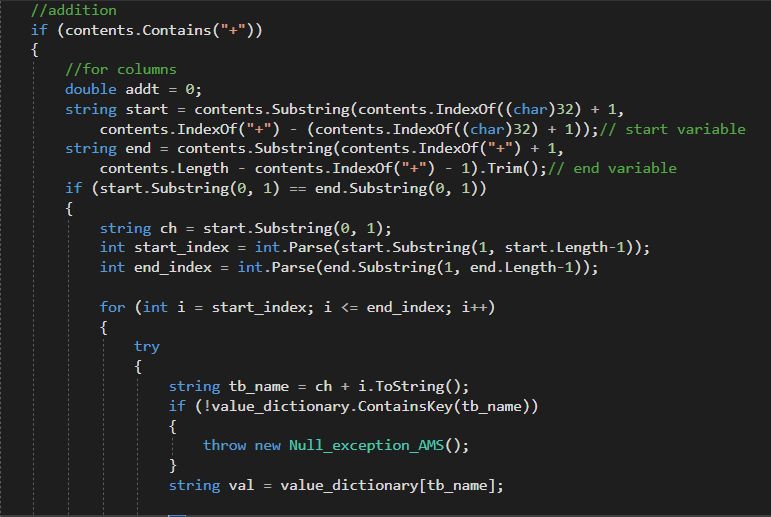 //addition
if (contents.Contains("+"))
{
//for columns
double addt = 0;
string start = contents.Substring(contents.IndexOf((char)32) + 1,
contents.IndexOf("+") - (contents.IndexOf((char)32) + 1));// start variable
string end = contents.Substring(contents.IndexOf("+") + 1,
contents.Length - contents.IndexOf("+") - 1).Trim();// end variable
if (start.Substring(0, 1) == end.Substring(0, 1))
{
string ch = start.Substring(0, 1);
int start_index = int.Parse(start.Substring(1, start.Length-1));
int end_index = int.Parse(end.Substring(1, end.Length-1));
for (int i = start_index; i <= end_index; i++)
{
try
{
string tb_name = ch + i.ToString();
if (!value_dictionary.ContainsKey(tb_name))
{
throw new Null_exception_AMS();
}
string val = value_dictionary[tb_name];